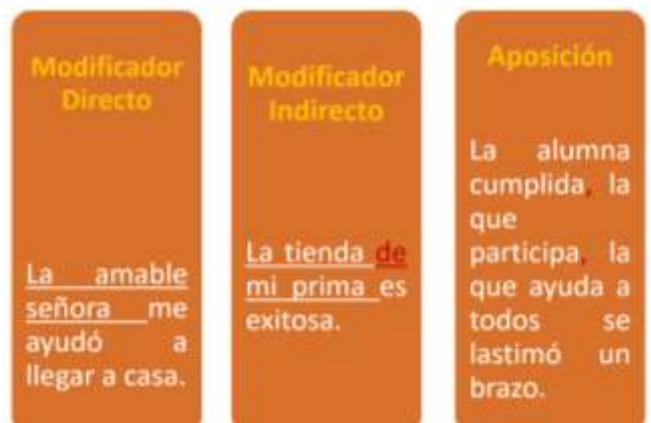 Modificador
Directo
La amable
señora me
ayudó a
llegar a casa.
Modificador
Indirecto
La tienda de
mi prima es
exitosa.
Aposición
La alumna
cumplida, la
que
participa, la
que ayuda a
todos se
lastimó un
brazo.